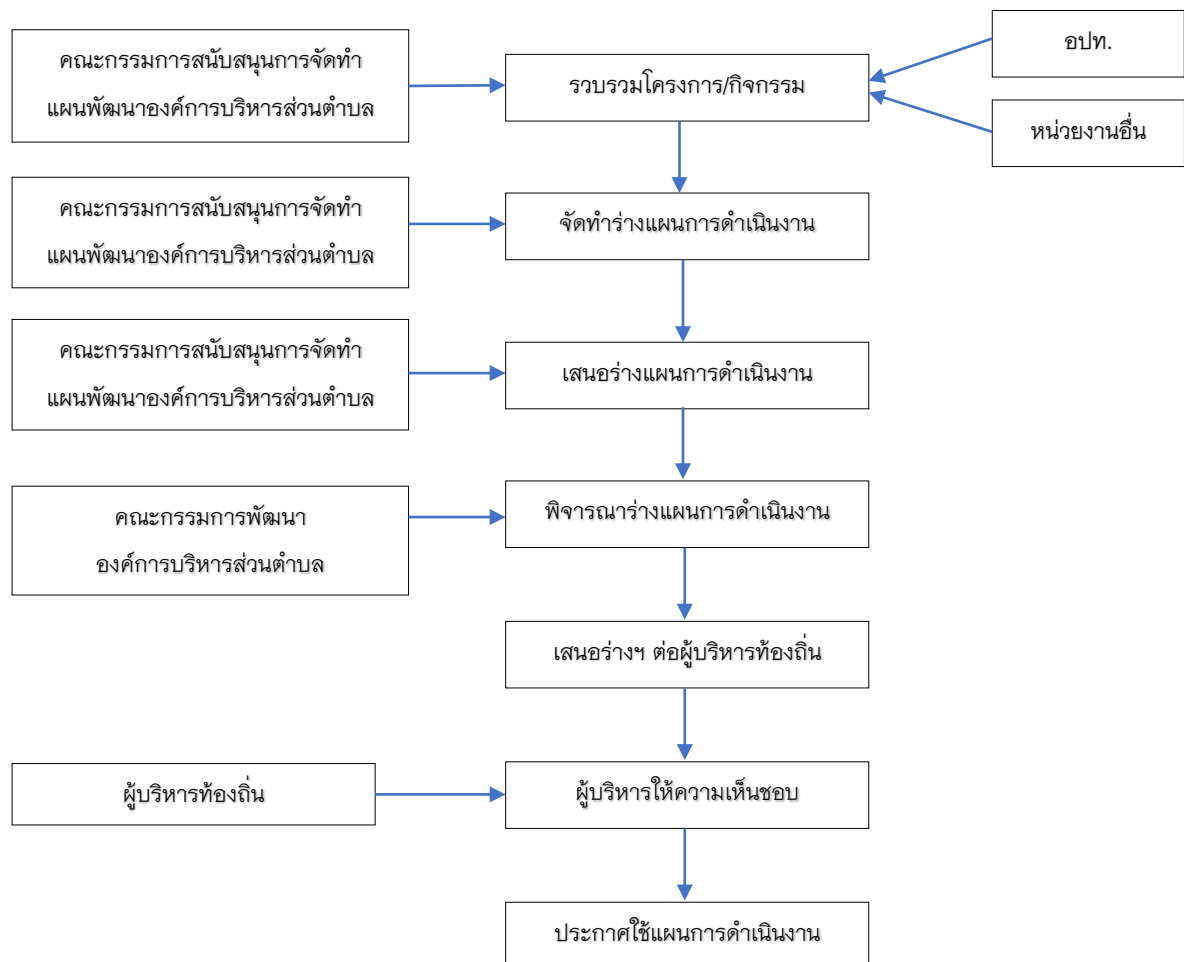 อปท.
คณะกรรมการสนับสนุนการจัดทำ
แผนพัฒนาองค์การบริหารส่วนตำบล
รวบรวมโครงการ/กิจกรรม
หน่วยงานอื่น
คณะกรรมการสนับสนุนการจัดทำ
แผนพัฒนาองค์การบริหารส่วนตำบล
จัดทำร่างแผนการดำเนินงาน
คณะกรรมการสนับสนุนการจัดทำ
แผนพัฒนาองค์การบริหารส่วนตำบล
เสนอร่างแผนการดำเนินงาน
คณะกรรมการพัฒนา
องค์การบริหารส่วนตำบล
พิจารณาร่างแผนการดำเนินงาน
เสนอร่างฯ ต่อผู้บริหารท้องถิ่น
ผู้บริหารท้องถิ่น
ผู้บริหารให้ความเห็นชอบ
ประกาศใช้แผนการดำเนินงาน